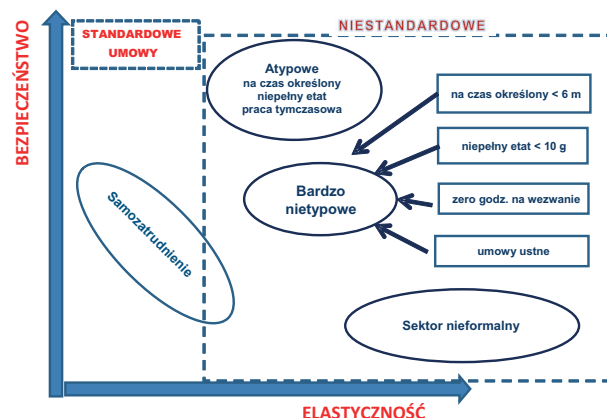 BEZPIECZEŃSTWO
STANDARDOWE
UMOWY
NIESTANDARDOWE
Atypowe
na czas określony
niepełny etat
praca tymczasowa
na czas określony < 6 m
niepełny etat < 10 g
Bardzo
nietypowe
zero godz. na wezwanie
umowy ustne
Samozatrudnienie
Sektor nieformalny
ELASTYCZNOŚĆ